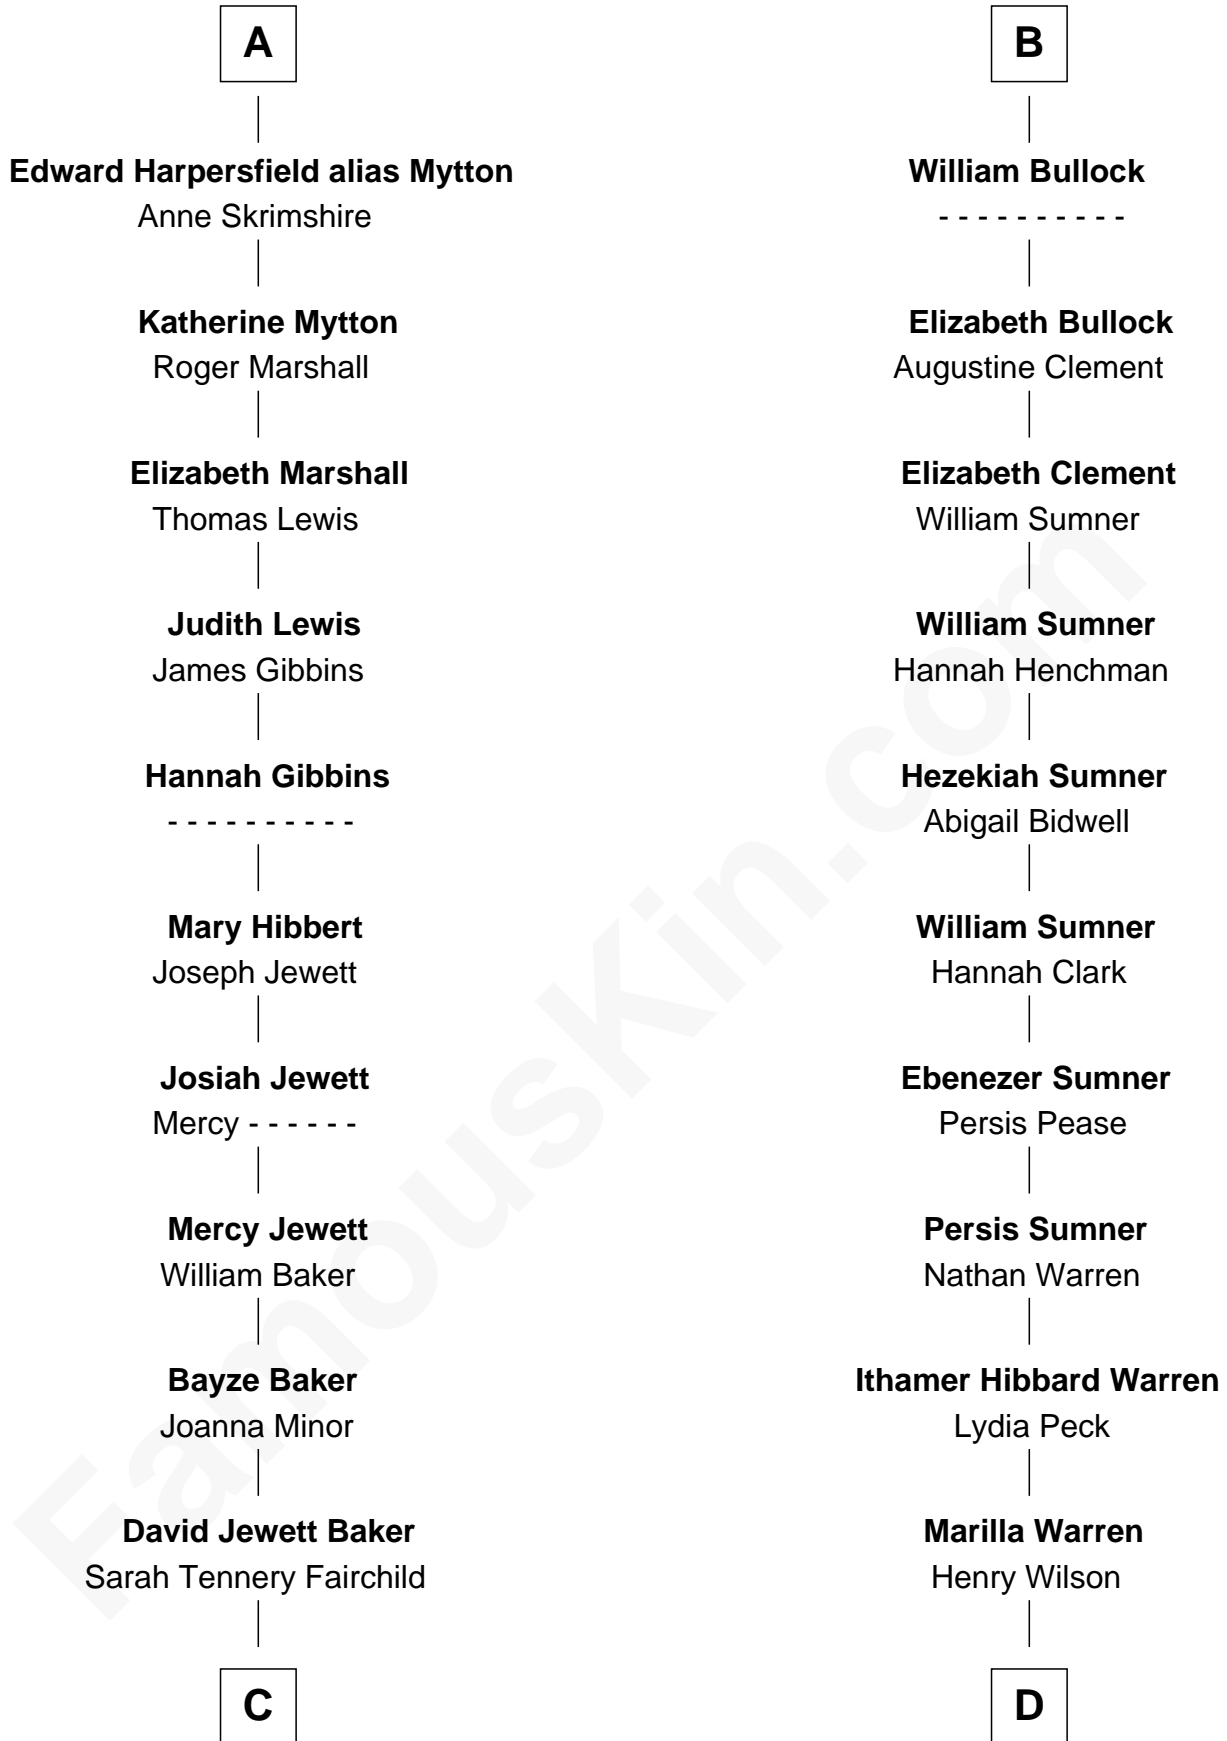 A
Edward Harpersfield alias Mytton
Anne Skrimshire
Katherine Mytton
Roger Marshall
Elizabeth Marshall
Thomas Lewis
Judith Lewis
James Gibbins
Hannah Gibbins
- - - - - - - - - -
Mary Hibbert
Joseph Jewett
Josiah Jewett
Mercy - - - - - -
Mercy Jewett
William Baker
Bayze Baker
Joanna Minor
David Jewett Baker
Sarah Tennery Fairchild
C
B
William Bullock
- - - - - - - - - -
Elizabeth Bullock
Augustine Clement
Elizabeth Clement
William Sumner
William Sumner
Hannah Henchman
Hezekiah Sumner
Abigail Bidwell
William Sumner
Hannah Clark
Ebenezer Sumner
Persis Pease
Persis Sumner
Nathan Warren
Ithamer Hibbard Warren
Lydia Peck
Marilla Warren
Henry Wilson
D
FamousKin.com